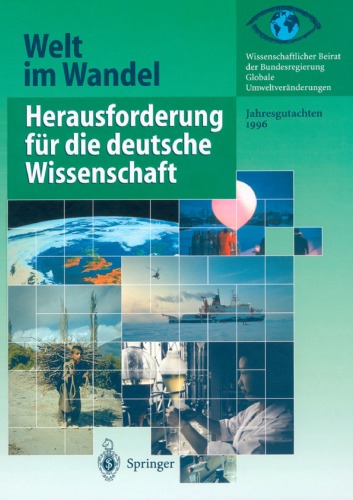 Welt
im Wandel
Wissenschaftlicher Beirat
der Bundesregierung
Globale
Umweltveränderungen
Herausforderung
für die deutsche
Wissenschaft
Jahresgutachten
1996
Springer